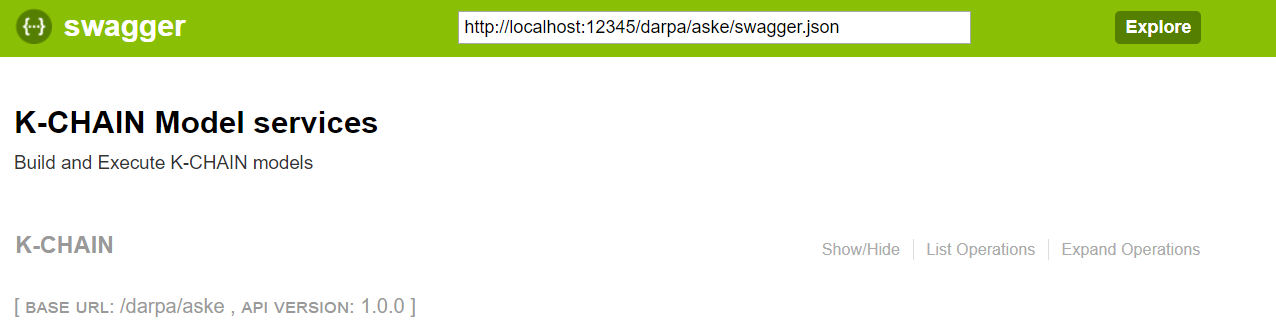 {···} swagger http://localhost:12345/darpa/aske/swagger.json Explore
K-CHAIN Model services
Build and Execute K-CHAIN models
K-CHAIN Show/Hide List Operations Expand Operations
[ BASE URL: /darpa/aske , API VERSION: 1.0.0 ]